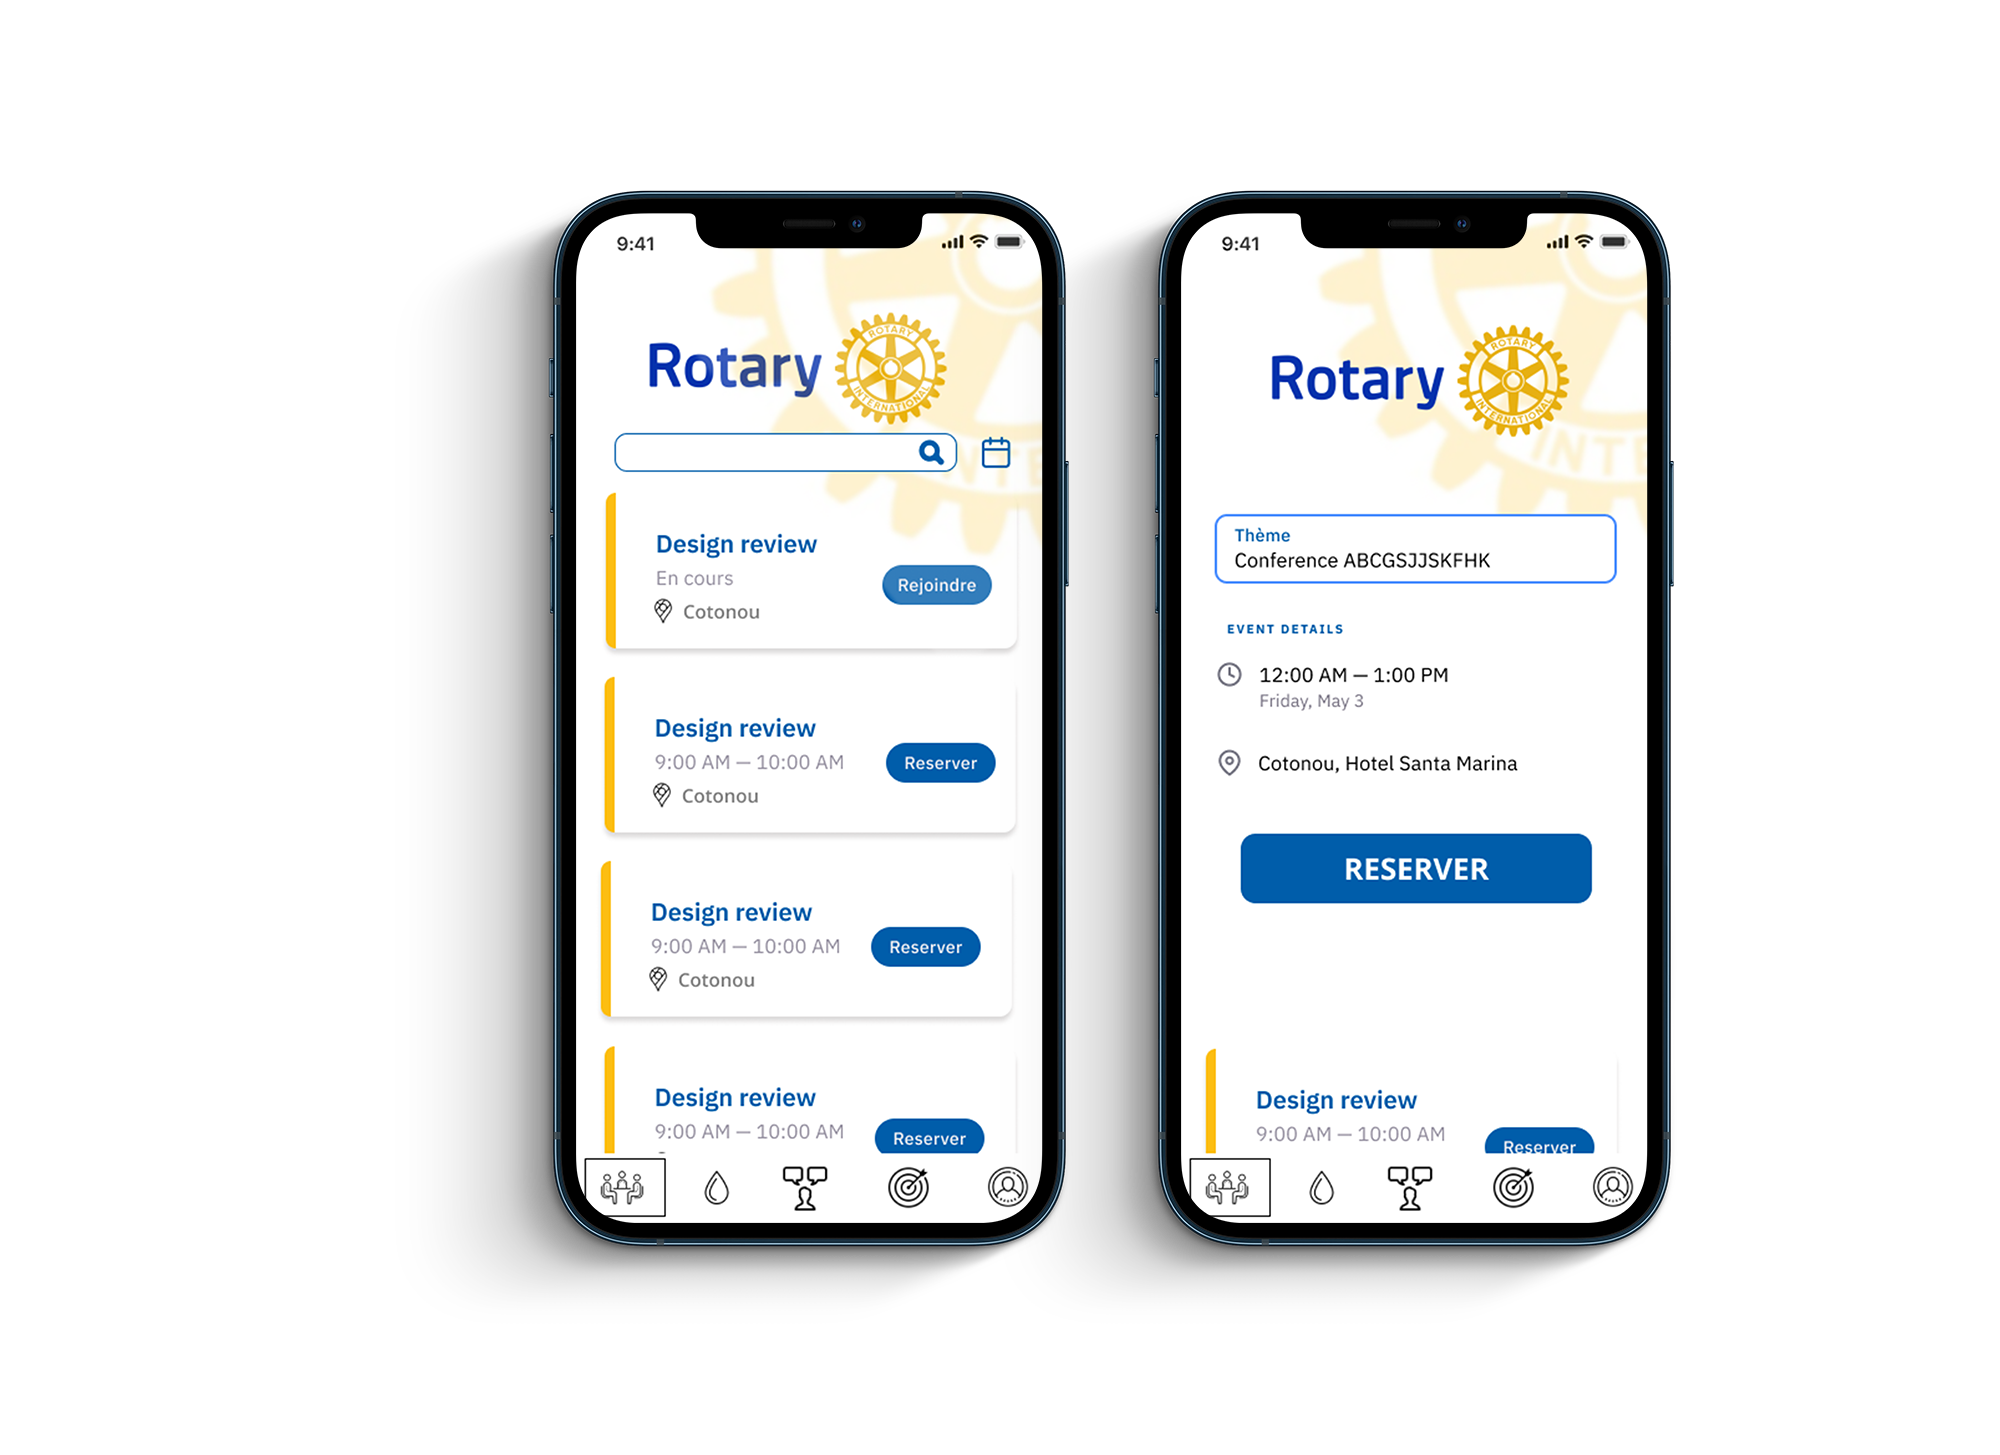 9:41
Rotary
ROTARY
INTERNATIONAL
INTE
Design review
En cours
Rejoindre
Cotonou
Design review
9:00 AM — 10:00 AM
Reserver
Cotonou
Design review
9:00 AM — 10:00 AM
Reserver
Cotonou
Design review
9:00 AM — 10:00 AM
Reserver
9:41
Rotary
ROTARY
INTERNATIONAL
INTE
Thème
Conference ABCGSJJSKFHK
EVENT DETAILS
12:00 AM — 1:00 PM
Friday, May 3
Cotonou, Hotel Santa Marina
RESERVER
Design review
9:00 AM — 10:00 AM
Reserver